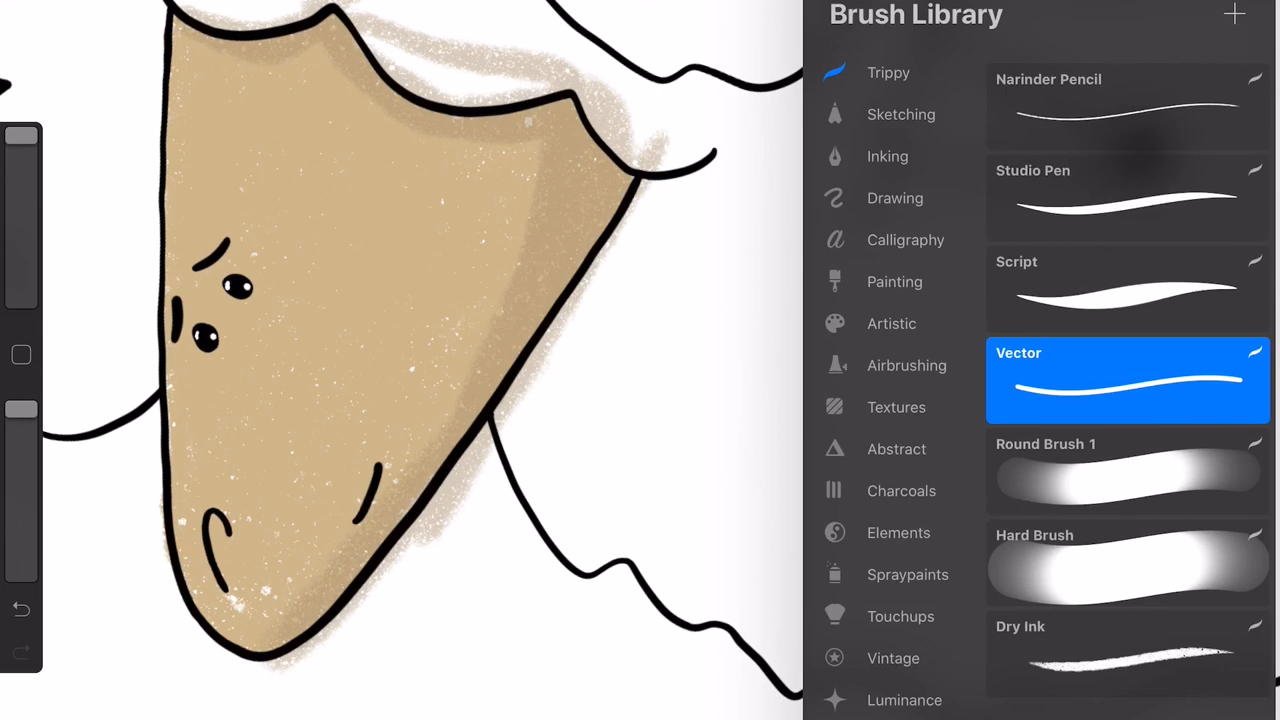 Brush Library
Trippy
Sketching
Inking
Drawing
Calligraphy
Painting
Artistic
Airbrushing
Textures
Abstract
Charcoals
Elements
Spraypaints
Touchups
Vintage
Luminance
Narinder Pencil
Studio Pen
Script
Vector
Round Brush 1
Hard Brush
Dry Ink